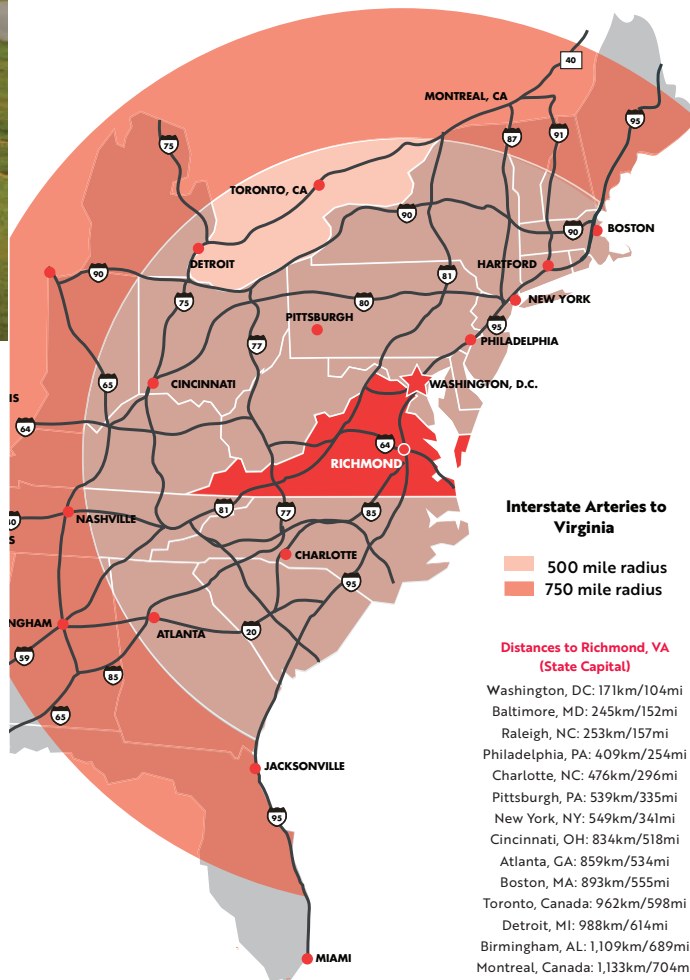 40
MONTREAL, CA
75
87
91
95
TORONTO, CA
90
90
BOSTON
DETROIT
HARTFORD
90
81
75
80
NEW YORK
PITTSBURGH
95
77
PHILADELPHIA
65
CINCINNATI
WASHINGTON, D.C.
IS
64
64
RICHMOND
81
77
85
NASHVILLE
S
CHARLOTTE
95
NGHAM
20
ATLANTA
59
85
65
JACKSONVILLE
95
MIAMI
Interstate Arteries to
Virginia
500 mile radius
750 mile radius
Distances to Richmond, VA
(State Capital)
Washington, DC: 171km/104mi
Baltimore, MD: 245km/152mi
Raleigh, NC: 253km/157mi
Philadelphia, PA: 409km/254mi
Charlotte, NC: 476km/296mi
Pittsburgh, PA: 539km/335mi
New York, NY: 549km/341mi
Cincinnati, OH: 834km/518mi
Atlanta, GA: 859km/534mi
Boston, MA: 893km/555mi
Toronto, Canada: 962km/598mi
Detroit, MI: 988km/614mi
Birmingham, AL: 1,109km/689mi
Montreal, Canada: 1,133km/704m